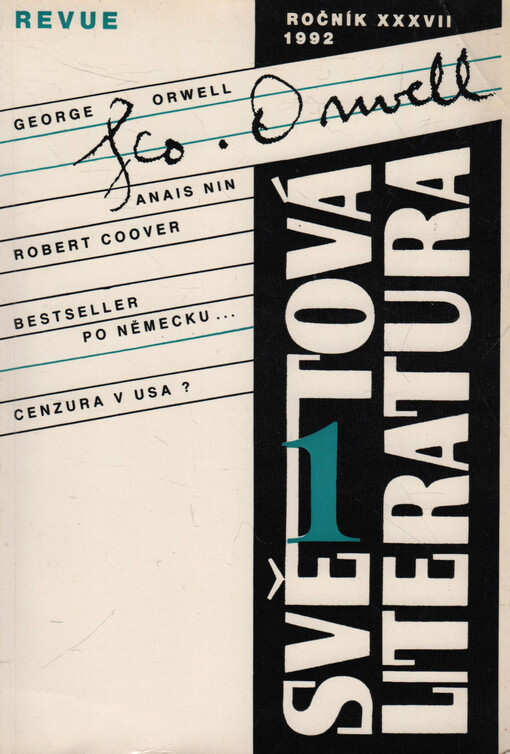 REVUE
ROČNÍK XXXVII
1992
GEORGE ORWELL
Geo. Orwell
ANAIS NIN
ROBERT COOVER
BESTSELLER
PO NĚMECKU...
CENZURA V USA ?
SVĚTOVÁ
1
LITERATURA